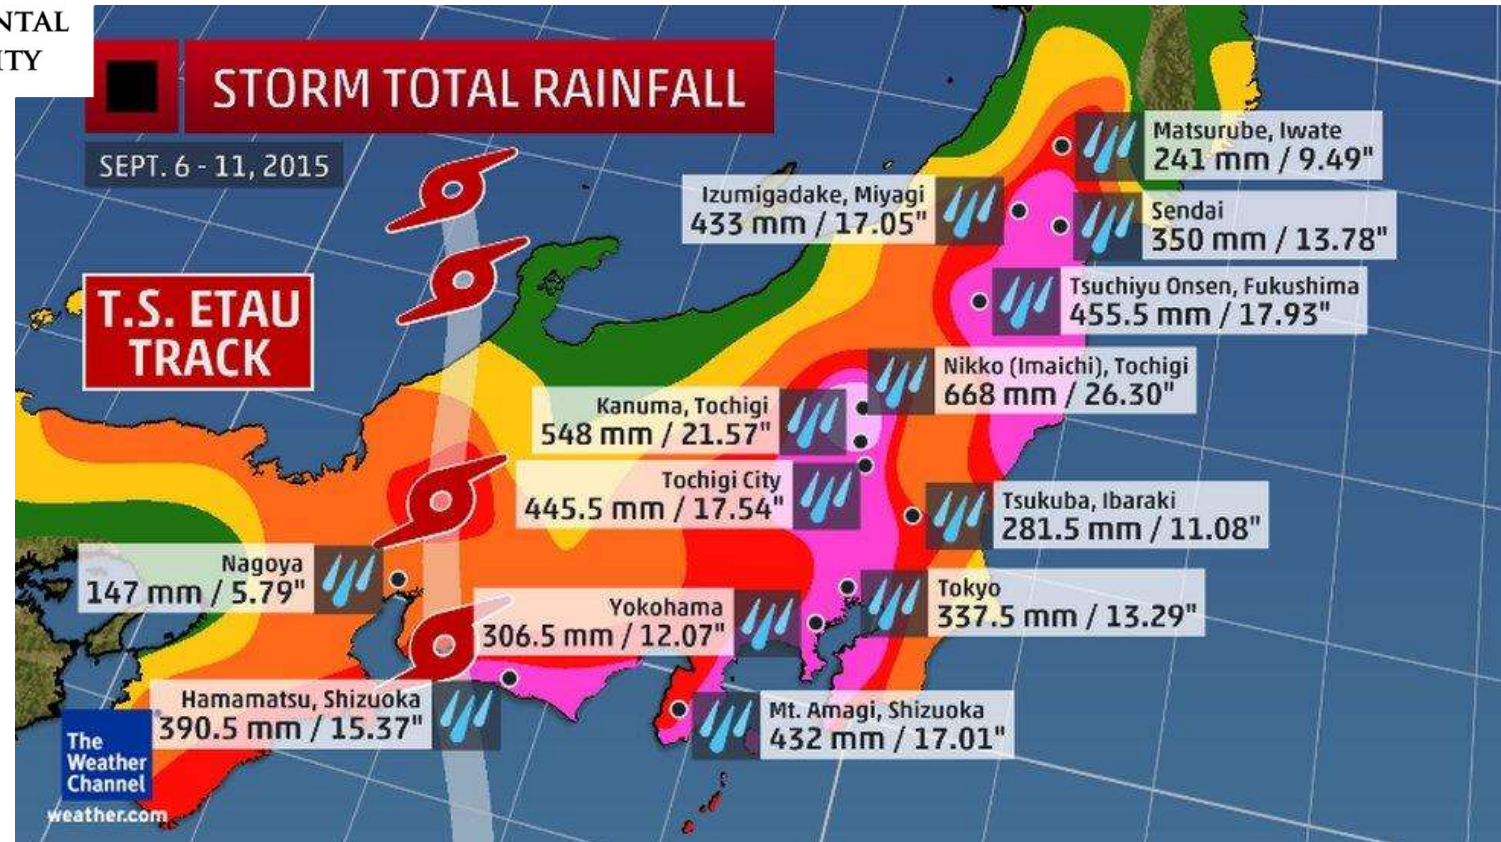 NTAL
ITY
STORM TOTAL RAINFALL
SEPT. 6 - 11, 2015
T.S. ETAU
TRACK
Matsurube, Iwate
241 mm / 9.49"
Izumigadake, Miyagi
433 mm / 17.05"
Sendai
350 mm / 13.78"
Tsuchiyu Onsen, Fukushima
455.5 mm / 17.93"
Nikko (Imaichi), Tochigi
668 mm / 26.30"
Kanuma, Tochigi
548 mm / 21.57"
Tochigi City
445.5 mm / 17.54"
Tsukuba, Ibaraki
281.5 mm / 11.08"
Nagoya
147 mm / 5.79"
Tokyo
337.5 mm / 13.29"
Yokohama
306.5 mm / 12.07"
Hamamatsu, Shizuoka
390.5 mm / 15.37"
Mt. Amagi, Shizuoka
432 mm / 17.01"
The
Weather
Channel
weather.com